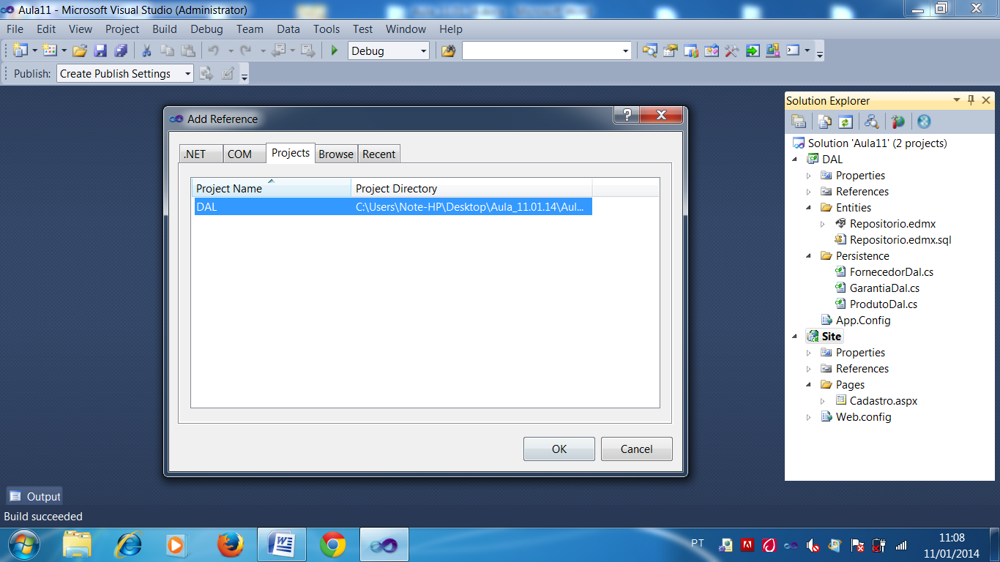 Aula11 - Microsoft Visual Studio (Administrator)
File Edit View Project Build Debug Team Data Tools Test Window Help
Debug
Publish: Create Publish Settings
Add Reference
.NET COM Projects Browse Recent
Project Name Project Directory
DAL C:\Users\Note-HP\Desktop\Aula_11.01.14\Aul...
OK Cancel
Solution Explorer
Solution 'Aula11' (2 projects)
DAL
Properties
References
Entities
Repositorio.edmx
Repositorio.edmx.sql
Persistence
FornecedorDal.cs
GarantiaDal.cs
ProdutoDal.cs
App.Config
Site
Properties
References
Pages
Cadastro.aspx
Web.config
Output
Build succeeded
PT
11:08
11/01/2014